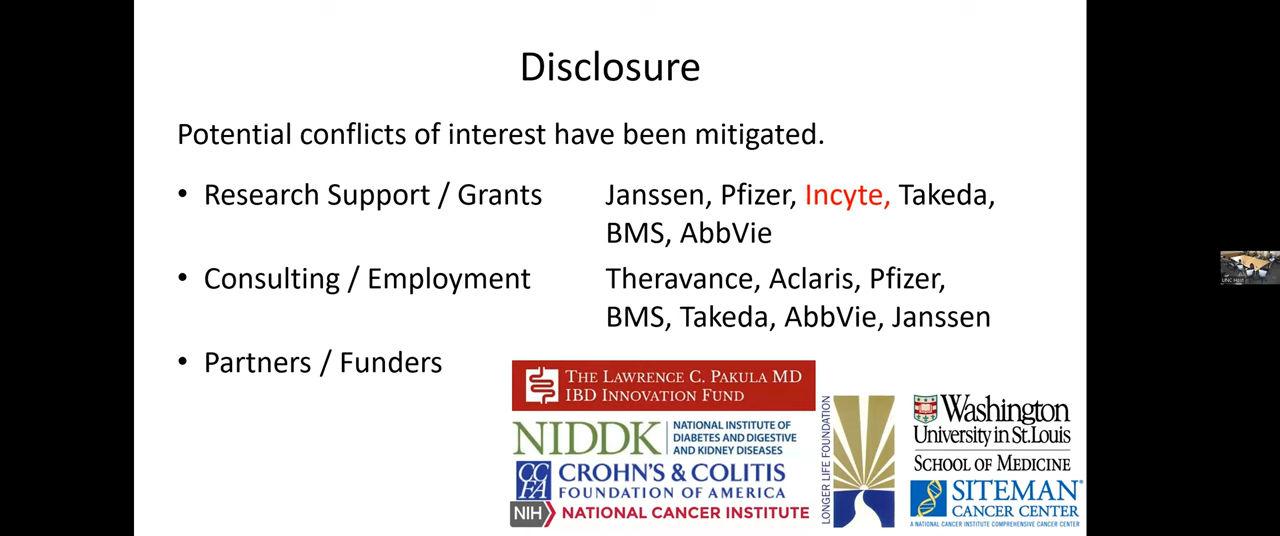 Disclosure
Potential conflicts of interest have been mitigated.
• Research Support / Grants Janssen, Pfizer, Incyte, Takeda,
BMS, AbbVie
• Consulting / Employment Theravance, Aclaris, Pfizer,
BMS, Takeda, AbbVie, Janssen
• Partners / Funders
THE LAWRENCE C. PAKULA MD
IBD INNOVATION FUND
NIDDK
NATIONAL INSTITUTE OF
DIABETES AND DIGESTIVE
AND KIDNEY DISEASES
CCFA
CROHN'S & COLITIS
FOUNDATION OF AMERICA
NIH NATIONAL CANCER INSTITUTE
LONGER LIFE FOUNDATION
Washington
University in St. Louis
SCHOOL OF MEDICINE
SITEMAN®
CANCER CENTER
A NATIONAL CANCER INSTITUTE COMPREHENSIVE CANCER CENTER